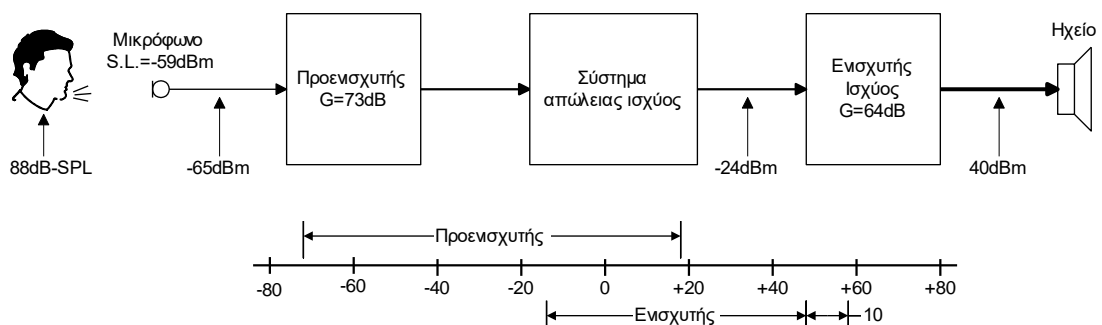 Μικρόφωνο
S.L.=-59dBm
Προενισχυτής
G=73dB
Σύστημα
απώλειας ισχύος
Ενισχυτής
Ισχύος
G=64dB
Ηχείο
88dB-SPL
-65dBm
-24dBm
40dBm
Προενισχυτής
-80 -60 -40 -20 0 +20 +40 +60 +80
Ενισχυτής 10